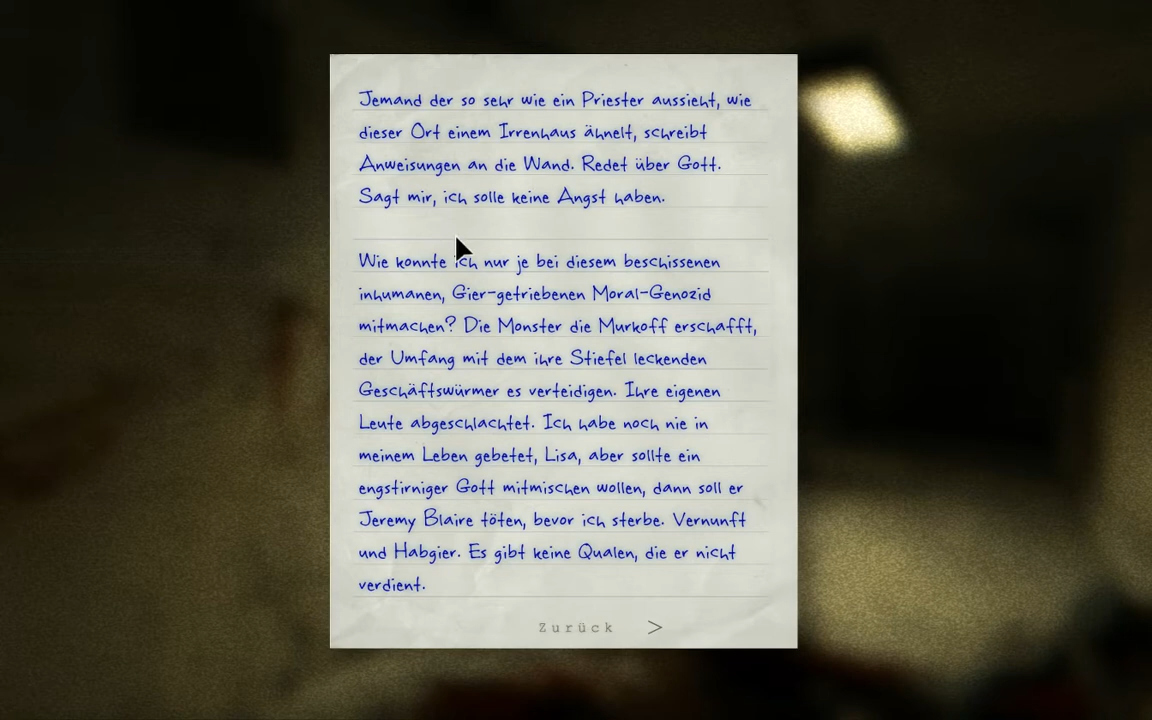 Jemand der so sehr wie ein Priester aussieht, wie
dieser Ort einem Irrenhaus ähnelt, schreibt
Anweisungen an die Wand. Redet über Gott.
Sagt mir, ich solle keine Angst haben.
Wie konnte ich nur je bei diesem beschissenen
inhumanen, Gier-getriebenen Moral-Genozid
mitmachen? Die Monster die Murkoff erschafft,
der Umfang mit dem ihre Stiefel leckenden
Geschäftswürmer es verteidigen. Ihre eigenen
Leute abgeschlachtet. Ich habe noch nie in
meinem Leben gebetet, Lisa, aber sollte ein
engstirniger Gott mitmischen wollen, dann soll er
Jeremy Blaire töten, bevor ich sterbe. Vernunft
und Habgier. Es gibt keine Qualen, die er nicht
verdient.
Zurück >